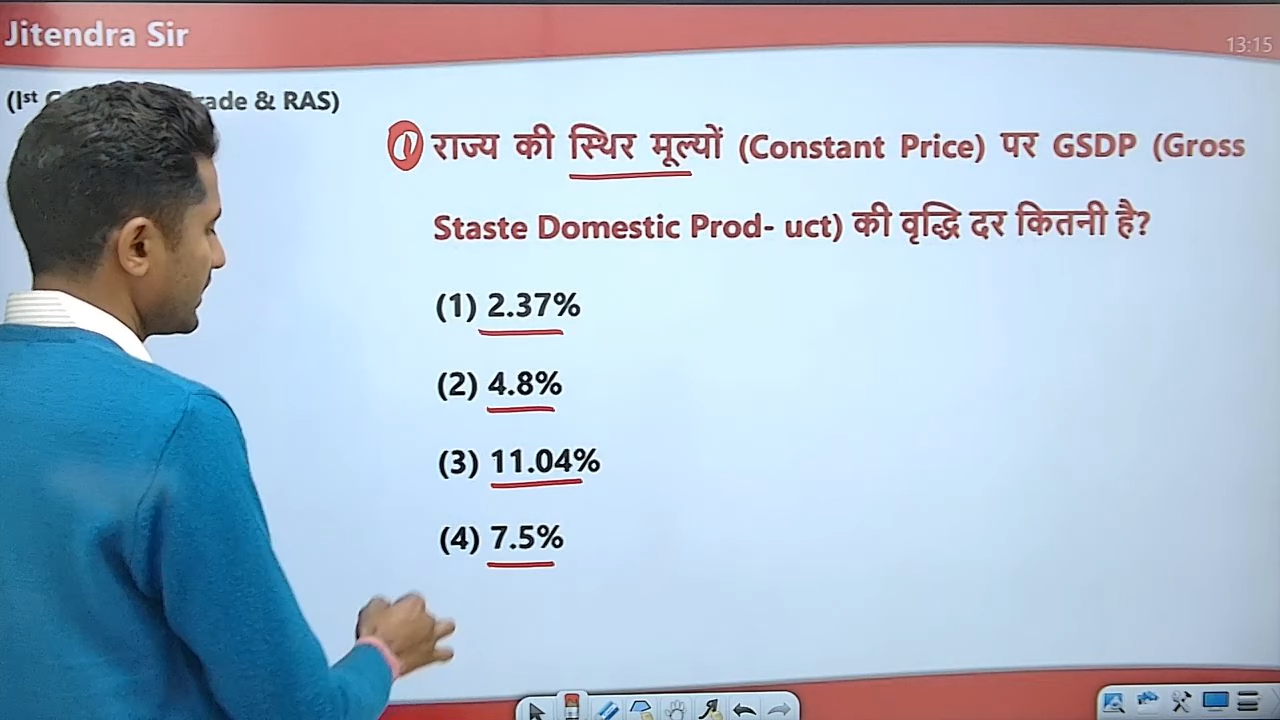 Jitendra Sir
13:15
(Iˢᵗ rade & RAS)
① राज्य की स्थिर मूल्यों (Constant Price) पर GSDP (Gross
Staste Domestic Prod- uct) की वृद्धि दर कितनी है?
(1) 2.37%
(2) 4.8%
(3) 11.04%
(4) 7.5%